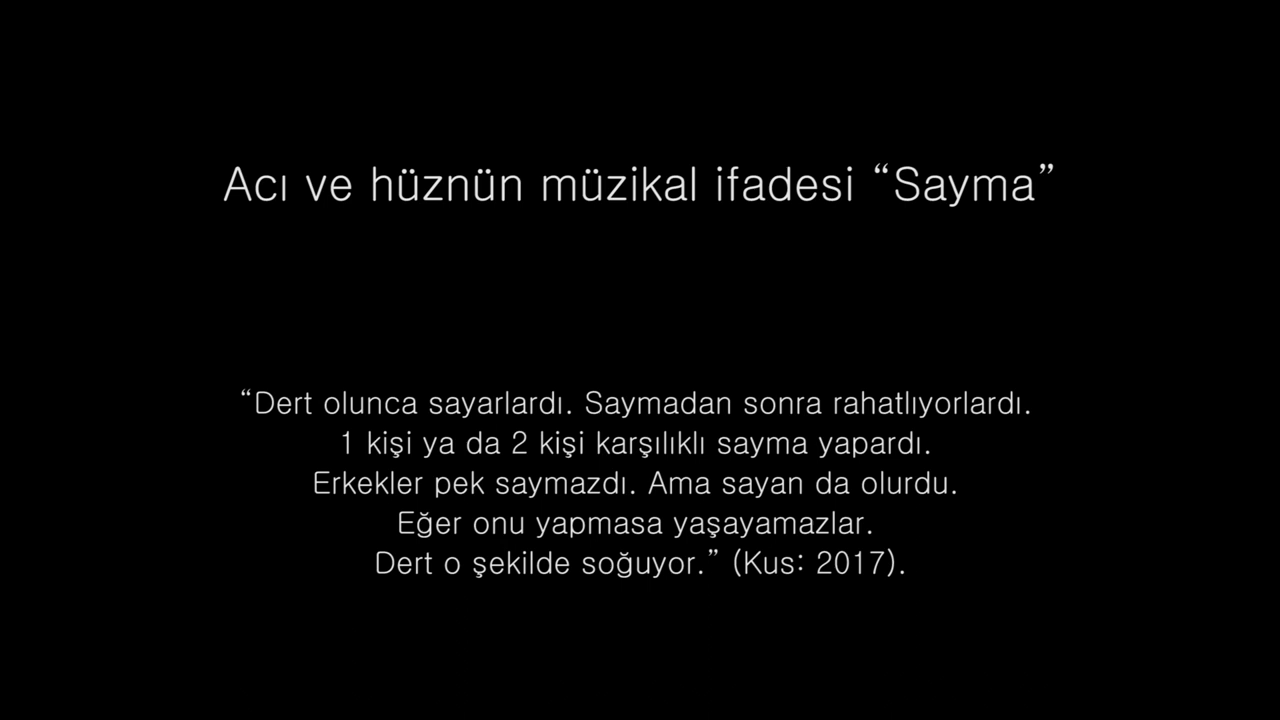 Acı ve hüznün müzikal ifadesi “Sayma”
“Dert olunca sayarlardı. Saymadan sonra rahatlıyorlardı.
1 kişi ya da 2 kişi karşılıklı sayma yapardı.
Erkekler pek saymazdı. Ama sayan da olurdu.
Eğer onu yapmasa yaşayamazlar.
Dert o şekilde soğuyor.” (Kus: 2017).